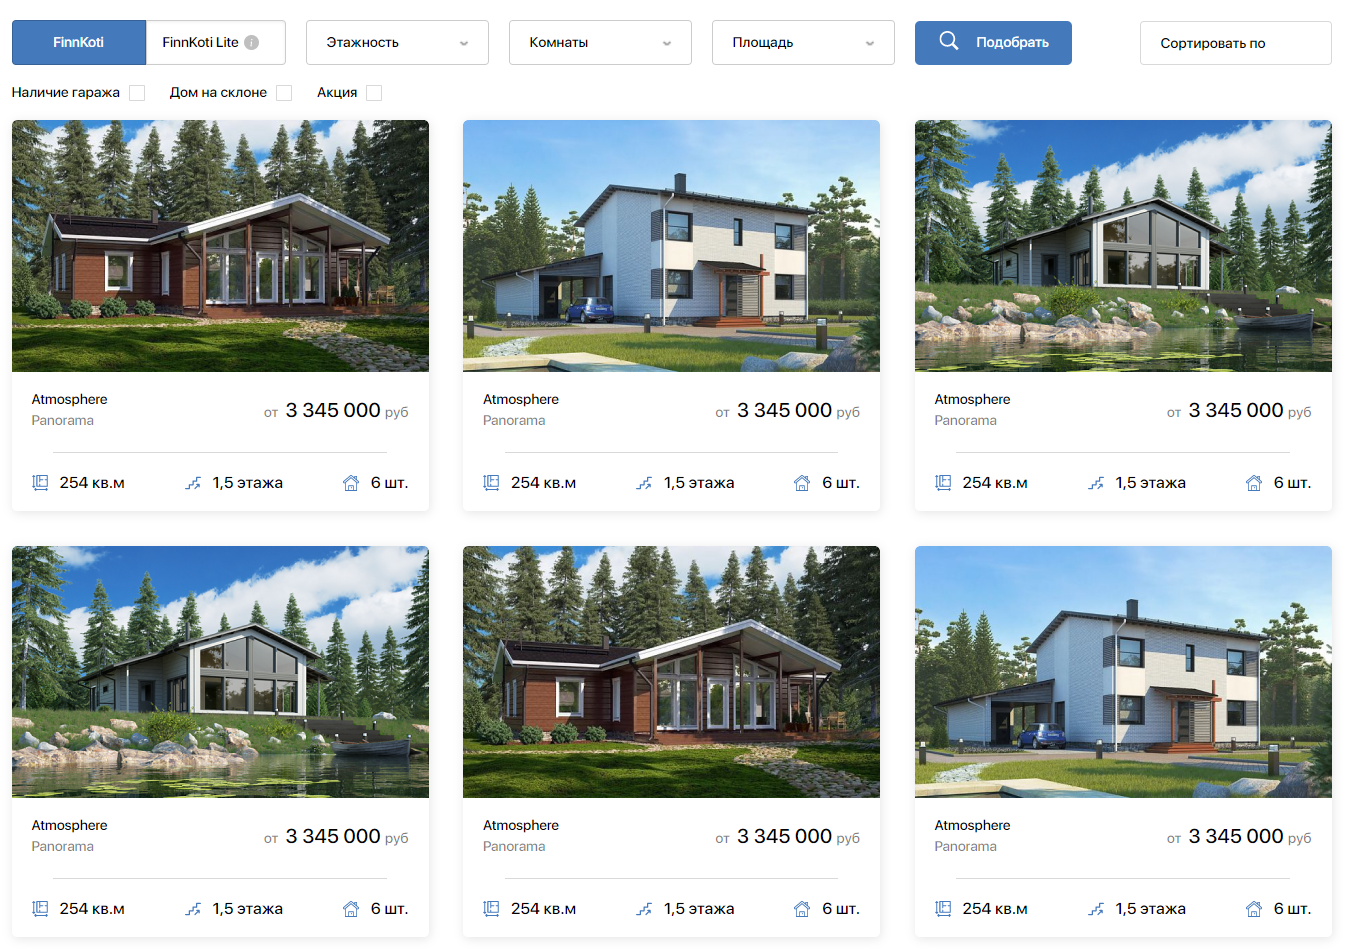 FinnKoti FinnKoti Lite i Этажность Комнаты Площадь Подобрать Сортировать по
Наличие гаража Дом на склоне Акция
Atmosphere
Panorama
от 3 345 000 руб
254 кв.м 1,5 этажа 6 шт.
Atmosphere
Panorama
от 3 345 000 руб
254 кв.м 1,5 этажа 6 шт.
Atmosphere
Panorama
от 3 345 000 руб
254 кв.м 1,5 этажа 6 шт.
Atmosphere
Panorama
от 3 345 000 руб
254 кв.м 1,5 этажа 6 шт.
Atmosphere
Panorama
от 3 345 000 руб
254 кв.м 1,5 этажа 6 шт.
Atmosphere
Panorama
от 3 345 000 руб
254 кв.м 1,5 этажа 6 шт.